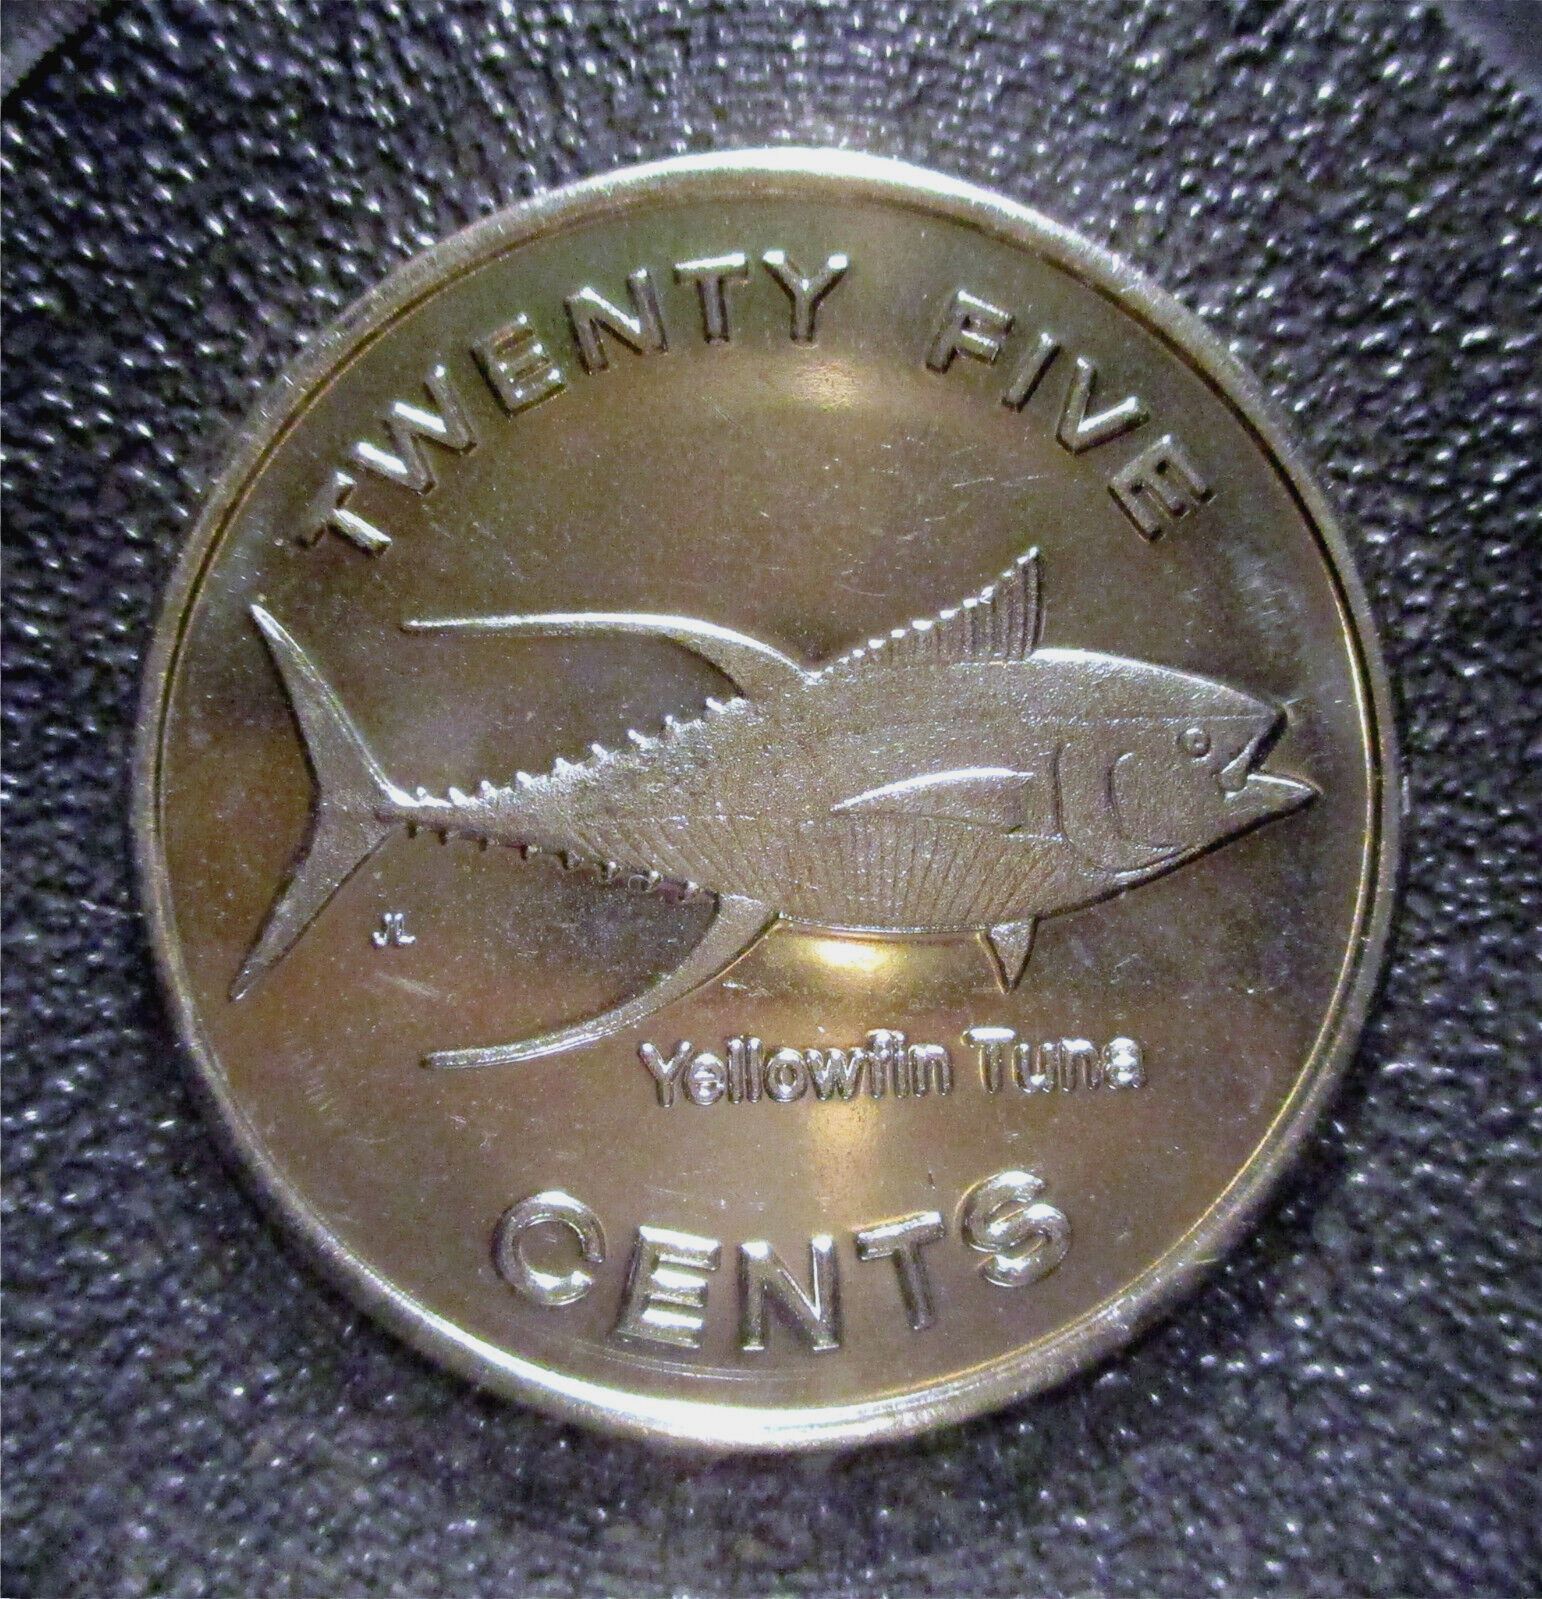 TWENTY FIVE
JL
Yellowfin Tuna
CENTS